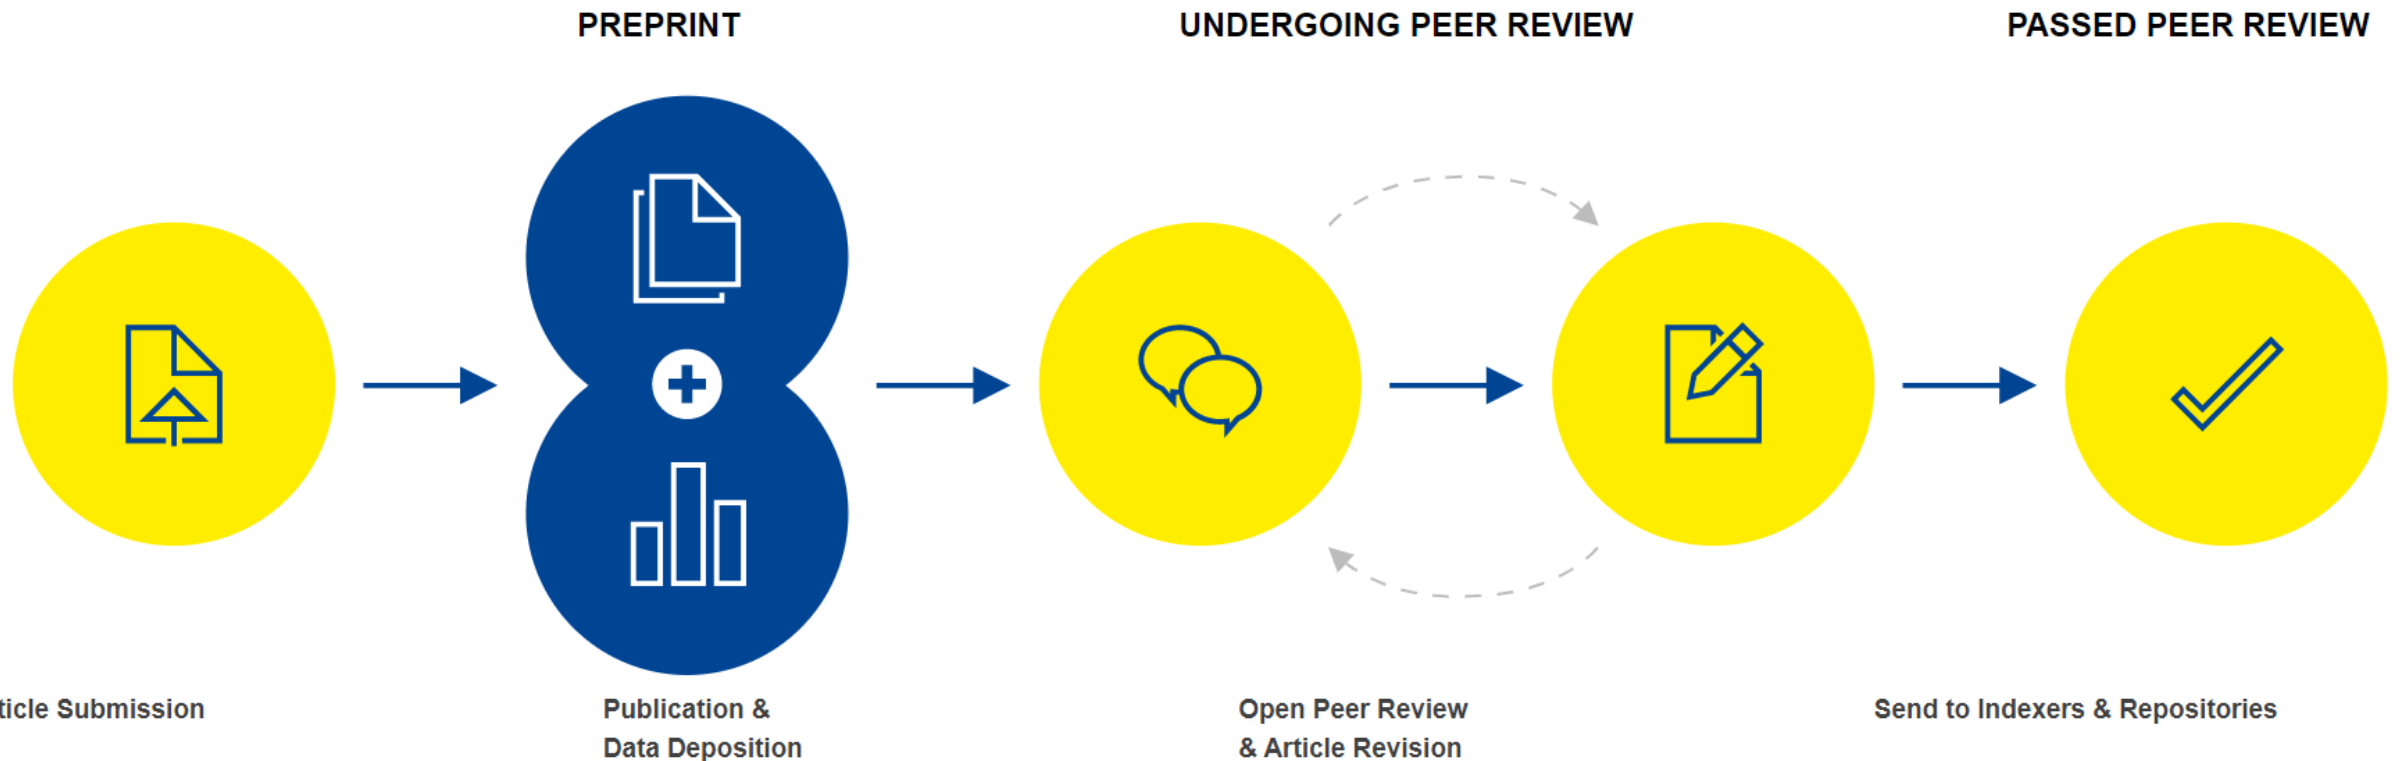 PREPRINT
UNDERGOING PEER REVIEW
PASSED PEER REVIEW
ticle Submission
Publication &
Data Deposition
Open Peer Review
& Article Revision
Send to Indexers & Repositories